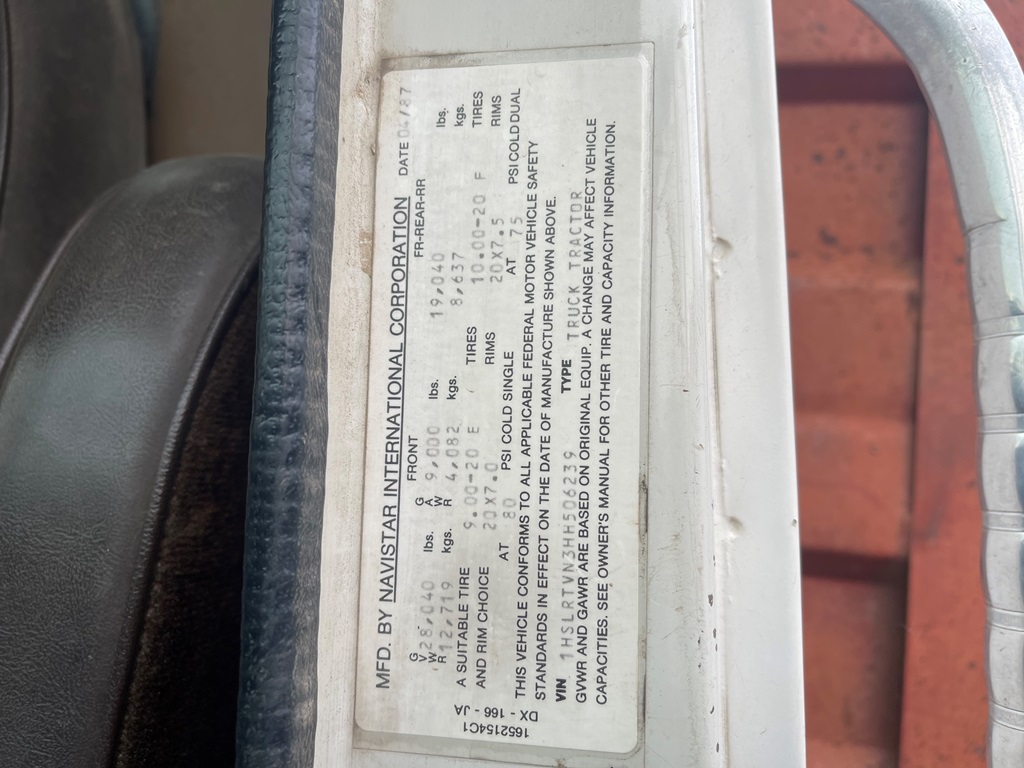 MFD. BY NAVISTAR INTERNATIONAL CORPORATION DATE /87
FRONT FR-REAR-RR
GVWR 28,040 lbs. GAWR 9,000 lbs. 19,040 lbs.
12,719 kgs. 4,082 kgs. 8,637 kgs.
A SUITABLE TIRE 9.00-20 E TIRES 10.00-20 F TIRES
AND RIM CHOICE 20X7.0 RIMS 20X7.5 RIMS
AT 80 PSI COLD SINGLE AT 75 PSI COLD DUAL
THIS VEHICLE CONFORMS TO ALL APPLICABLE FEDERAL MOTOR VEHICLE SAFETY
STANDARDS IN EFFECT ON THE DATE OF MANUFACTURE SHOWN ABOVE.
VIN 1HSLRTVN3HH506239 TYPE TRUCK TRACTOR
GVWR AND GAWR ARE BASED ON ORIGINAL EQUIP. A CHANGE MAY AFFECT VEHICLE
CAPACITIES. SEE OWNER'S MANUAL FOR OTHER TIRE AND CAPACITY INFORMATION.
1652154C1
DX - 166 - JA